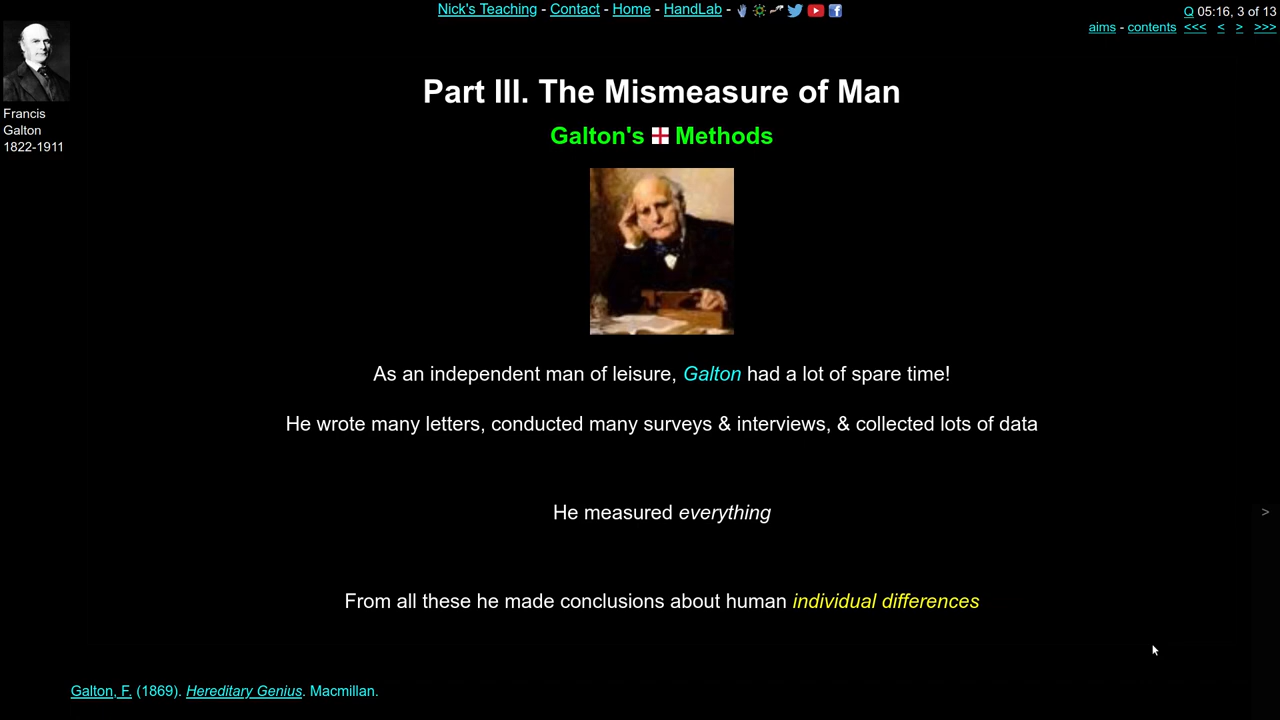 Nick's Teaching - Contact - Home - HandLab -
Q 05:16, 3 of 13
aims - contents <<< < > >>>
Francis
Galton
1822-1911
Part III. The Mismeasure of Man
Galton's Methods
As an independent man of leisure, Galton had a lot of spare time!
He wrote many letters, conducted many surveys & interviews, & collected lots of data
He measured everything
>
From all these he made conclusions about human individual differences
Galton, F. (1869). Hereditary Genius. Macmillan.